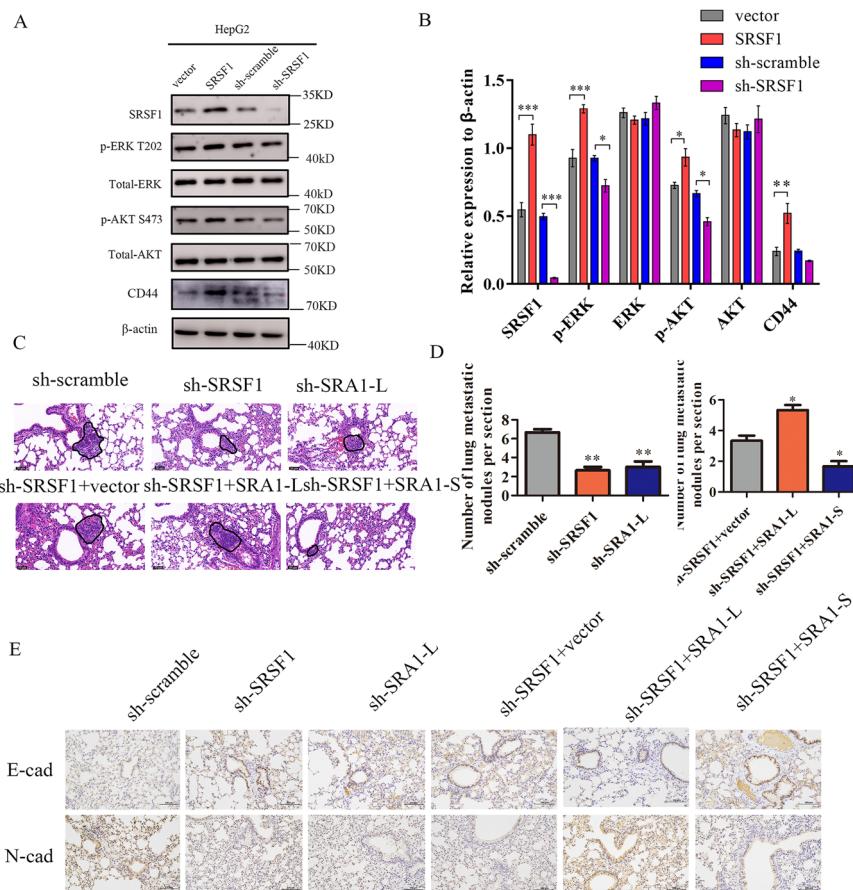 A
HepG2
vector
SRSF1
sh-scramble
sh-SRSF1
SRSF1
35KD
25KD
p-ERK T202
40kD
Total-ERK
40kD
p-AKT S473
70KD
50KD
Total-AKT
70KD
50KD
CD44
70KD
β-actin
40KD
B
vector
SRSF1
sh-scramble
sh-SRSF1
Relative expression to β-actin
1.5
1.0
0.5
0.0
***
***
***
*
*
*
**
SRSF1
p-ERK
ERK
p-AKT
AKT
CD44
C
sh-scramble
sh-SRSF1
sh-SRA1-L
sh-SRSF1+vector
sh-SRSF1+SRA1-L
sh-SRSF1+SRA1-S
D
Number of lung metastatic
nodules per section
8
6
4
2
0
**
**
sh-scramble
sh-SRSF1
sh-SRA1-L
Number of lung metastatic
nodules per section
6
4
2
0
*
*
sh-SRSF1+vector
sh-SRSF1+SRA1-L
sh-SRSF1+SRA1-S
E
sh-scramble
sh-SRSF1
sh-SRA1-L
sh-SRSF1+vector
sh-SRSF1+SRA1-L
sh-SRSF1+SRA1-S
E-cad
N-cad